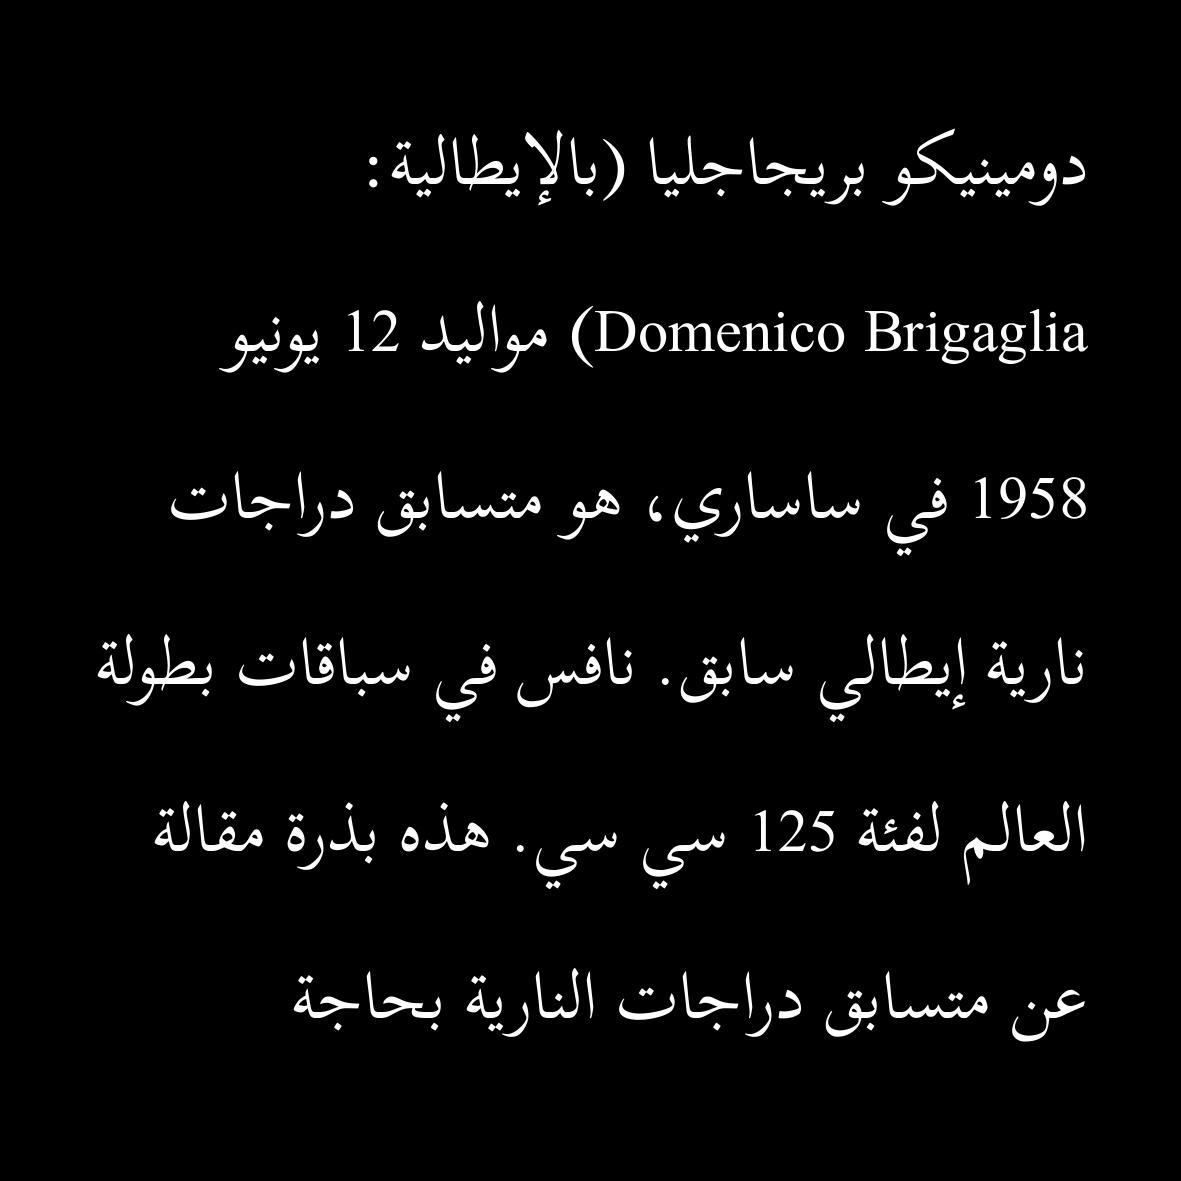 دومينيكو بريجاجليا (بالإيطالية:
Domenico Brigaglia) مواليد 12 يونيو
1958 في ساساري، هو متسابق دراجات
نارية إيطالي سابق. نافس في سباقات بطولة
العالم لفئة 125 سي سي. هذه بذرة مقالة
عن متسابق دراجات النارية بحاجة